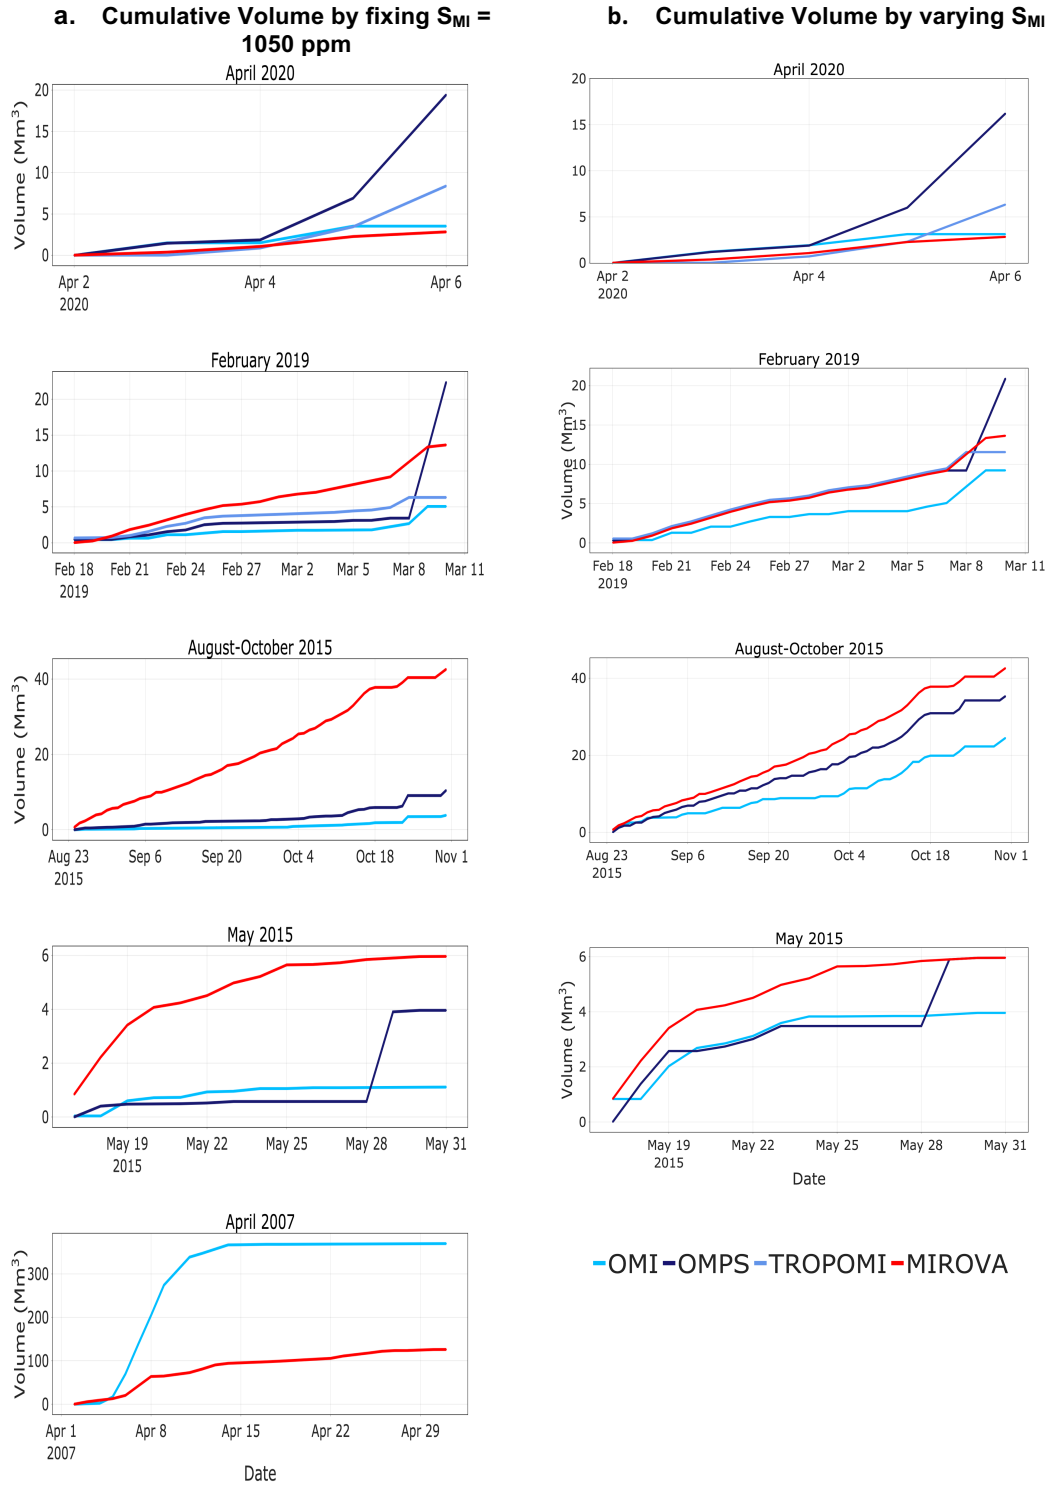 a. Cumulative Volume by fixing SMI =
1050 ppm
b. Cumulative Volume by varying SMI
April 2020
Volume (Mm³)
20
15
10
5
0
Apr 2
2020
Apr 4
Apr 6
April 2020
20
15
10
5
0
Apr 2
2020
Apr 4
Apr 6
February 2019
20
15
10
5
0
Feb 18
2019
Feb 21
Feb 24
Feb 27
Mar 2
Mar 5
Mar 8
Mar 11
February 2019
Volume (Mm³)
20
15
10
5
0
Feb 18
2019
Feb 21
Feb 24
Feb 27
Mar 2
Mar 5
Mar 8
Mar 11
August-October 2015
Volume (Mm³)
40
20
0
Aug 23
2015
Sep 6
Sep 20
Oct 4
Oct 18
Nov 1
August-October 2015
40
20
0
Aug 23
2015
Sep 6
Sep 20
Oct 4
Oct 18
Nov 1
May 2015
6
4
2
0
May 19
2015
May 22
May 25
May 28
May 31
May 2015
Volume (Mm³)
6
4
2
0
May 19
2015
May 22
May 25
May 28
May 31
Date
April 2007
Volume (Mm³)
300
200
100
0
Apr 1
2007
Apr 8
Apr 15
Apr 22
Apr 29
Date
OMI OMPS TROPOMI MIROVA